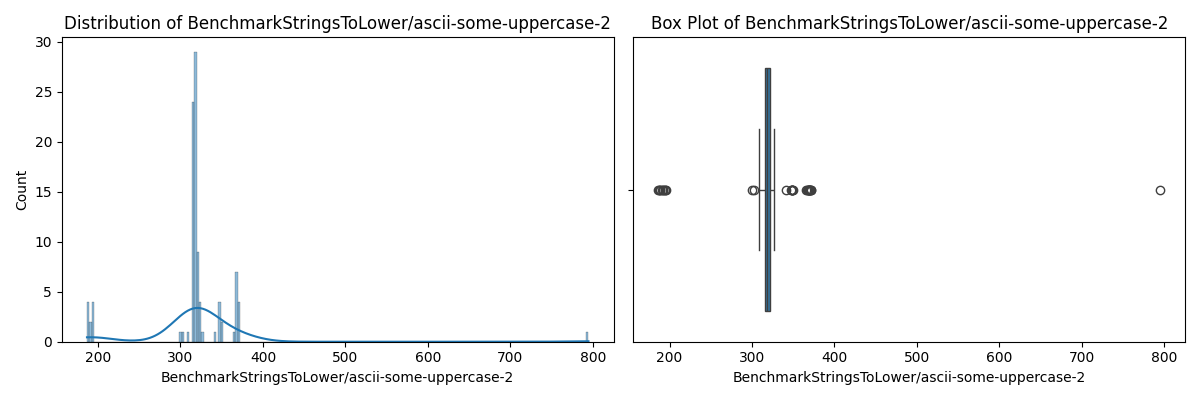 Distribution of BenchmarkStringsToLower/ascii-some-uppercase-2
30
25
20
15
10
5
0
Count
200 300 400 500 600 700 800
BenchmarkStringsToLower/ascii-some-uppercase-2
Box Plot of BenchmarkStringsToLower/ascii-some-uppercase-2
200 300 400 500 600 700 800
BenchmarkStringsToLower/ascii-some-uppercase-2